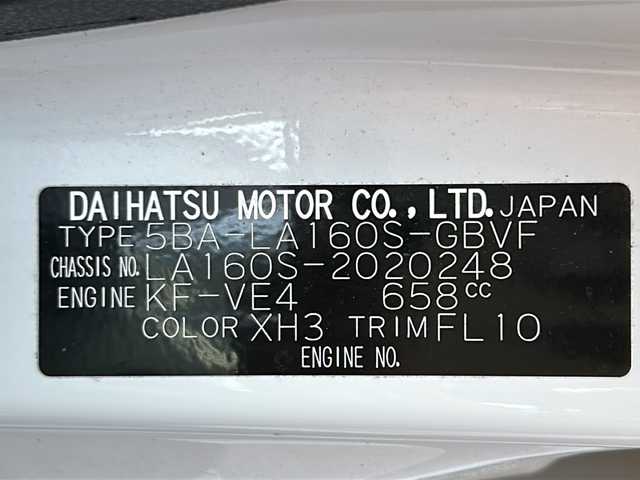 DAIHATSU MOTOR CO.,LTD. JAPAN
TYPE 5BA-LA160S-GBVF
CHASSIS NO. LA160S-2020248
ENGINE KF-VE4 658cc
COLOR XH3 TRIM FL10
ENGINE NO.